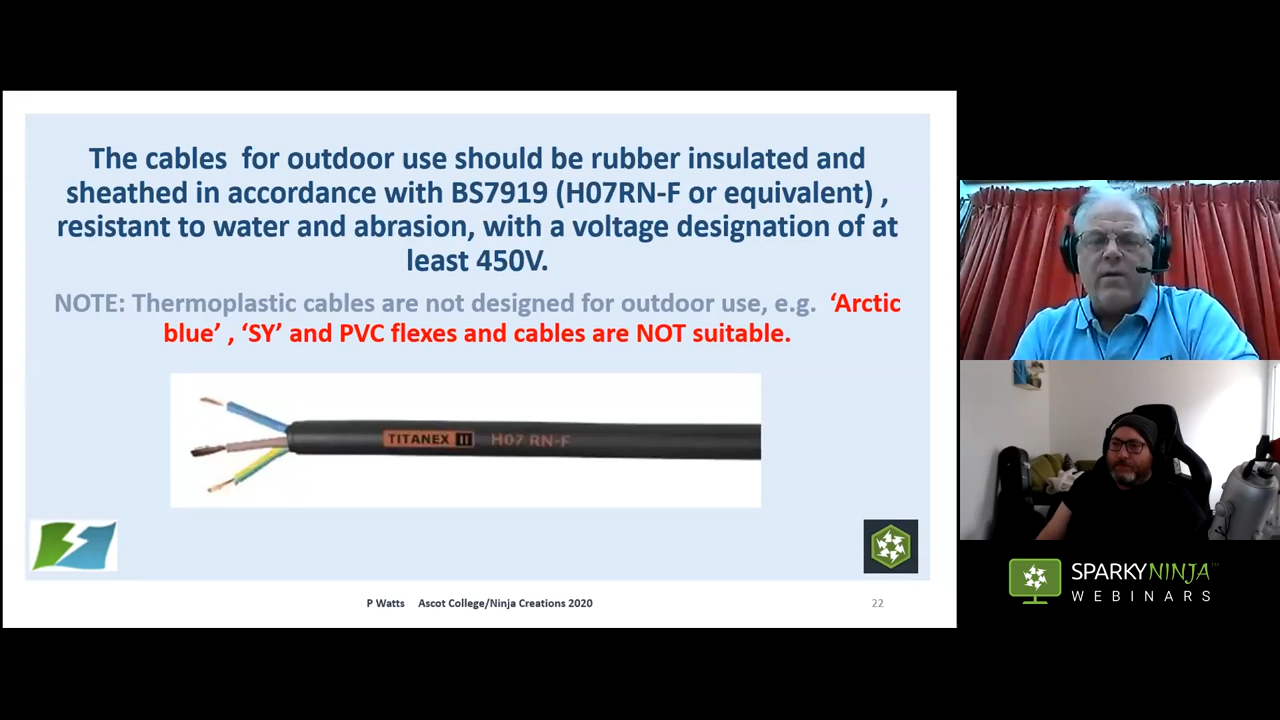 The cables  for outdoor use should be rubber insulated and
sheathed in accordance with BS7919 (H07RN-F or equivalent) ,
resistant to water and abrasion, with a voltage designation of at
least 450V.
NOTE: Thermoplastic cables are not designed for outdoor use, e.g.  ‘Arctic
blue’ , ‘SY’ and PVC flexes and cables are NOT suitable.
TITANEX II H07 RN-F
P Watts Ascot College/Ninja Creations 2020
22
SPARKYNINJA™
WEBINARS